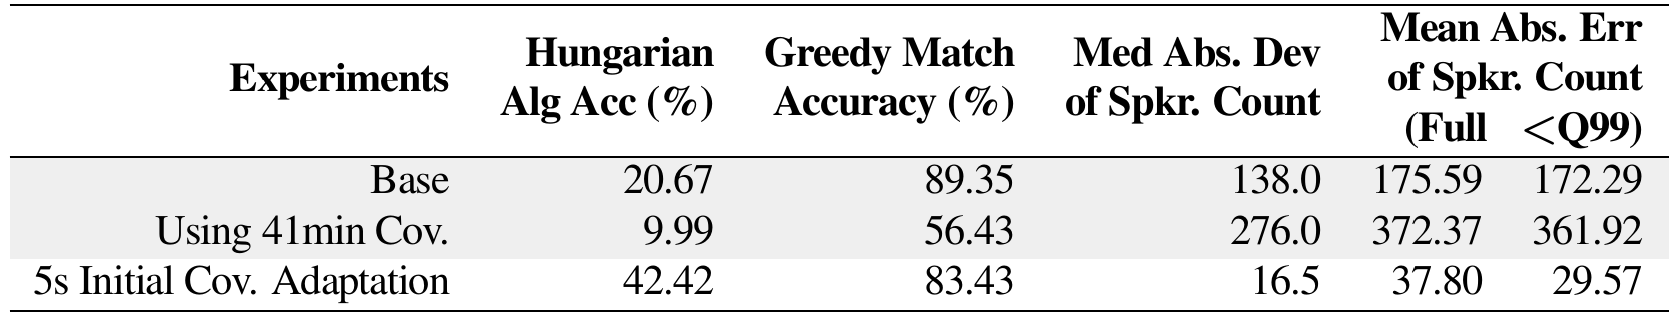 Experiments Hungarian Alg Acc (%) Greedy Match Accuracy (%) Med Abs. Dev of Spkr. Count Mean Abs. Err of Spkr. Count (Full <Q99)
Base 20.67 89.35 138.0 175.59 172.29
Using 41min Cov. 9.99 56.43 276.0 372.37 361.92
5s Initial Cov. Adaptation 42.42 83.43 16.5 37.80 29.57